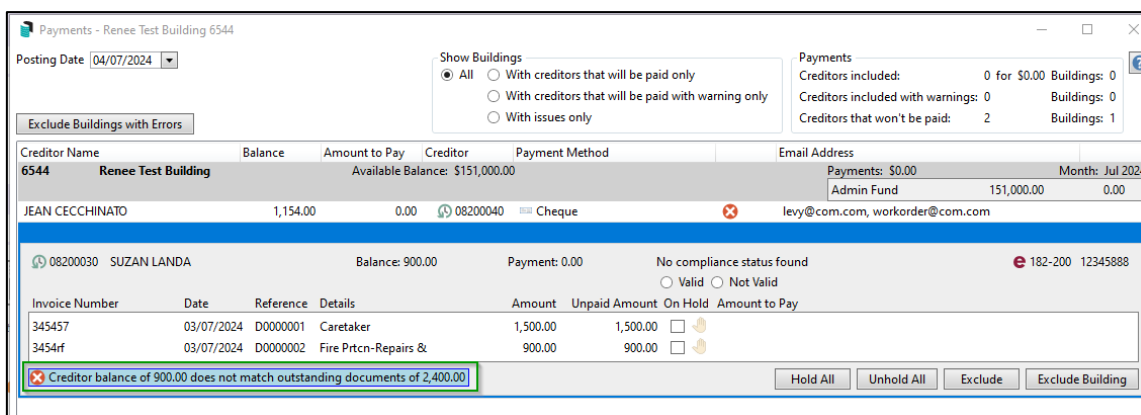 Payments - Renee Test Building 6544
Posting Date 04/07/2024
Show Buildings
All With creditors that will be paid only
With creditors that will be paid with warning only
With issues only
Payments
Creditors included: 0 for $0.00 Buildings: 0
Creditors included with warnings: 0 Buildings: 0
Creditors that won't be paid: 2 Buildings: 1
Exclude Buildings with Errors
Creditor Name Balance Amount to Pay Creditor Payment Method Email Address
6544 Renee Test Building Available Balance: $151,000.00 Payments: $0.00 Month: Jul 202
Admin Fund 151,000.00 0.00
JEAN CECCHINATO 1,154.00 0.00 08200040 Cheque levy@com.com, workorder@com.com
08200030 SUZAN LANDA Balance: 900.00 Payment: 0.00 No compliance status found e 182-200 12345888
Valid Not Valid
Invoice Number Date Reference Details Amount Unpaid Amount On Hold Amount to Pay
345457 03/07/2024 D0000001 Caretaker 1,500.00 1,500.00
3454rf 03/07/2024 D0000002 Fire Prtcn-Repairs & 900.00 900.00
Creditor balance of 900.00 does not match outstanding documents of 2,400.00
Hold All Unhold All Exclude Exclude Building